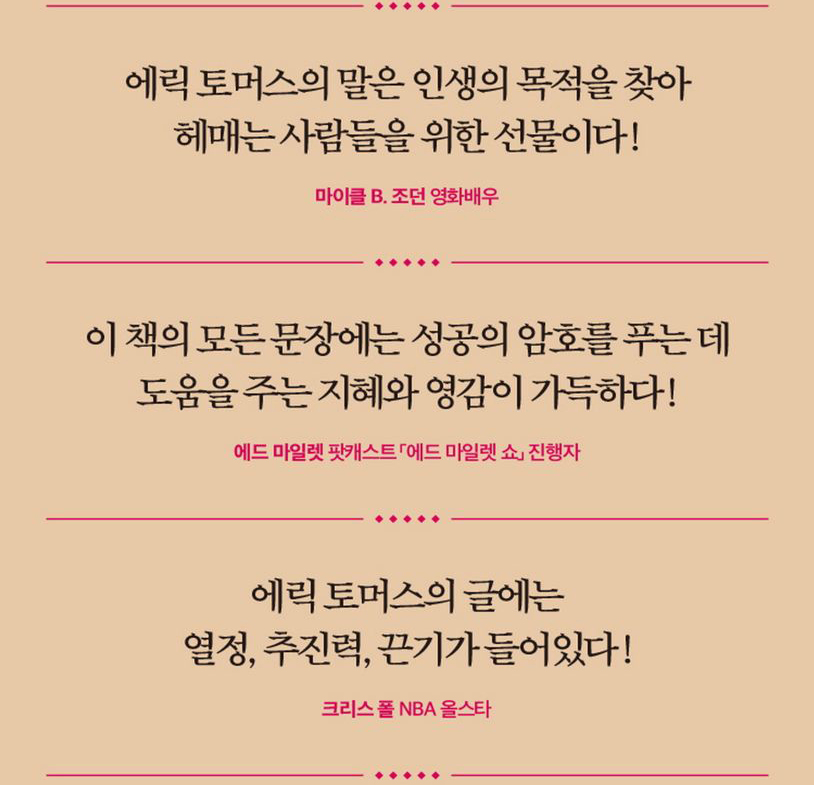 에릭 토머스의 말은 인생의 목적을 찾아
헤매는 사람들을 위한 선물이다!
마이클 B. 조던 영화배우
이 책의 모든 문장에는 성공의 암호를 푸는 데
도움을 주는 지혜와 영감이 가득하다!
에드 마일렛 팟캐스트 「에드 마일렛 쇼」 진행자
에릭 토머스의 글에는
열정, 추진력, 끈기가 들어있다!
크리스 폴 NBA 올스타